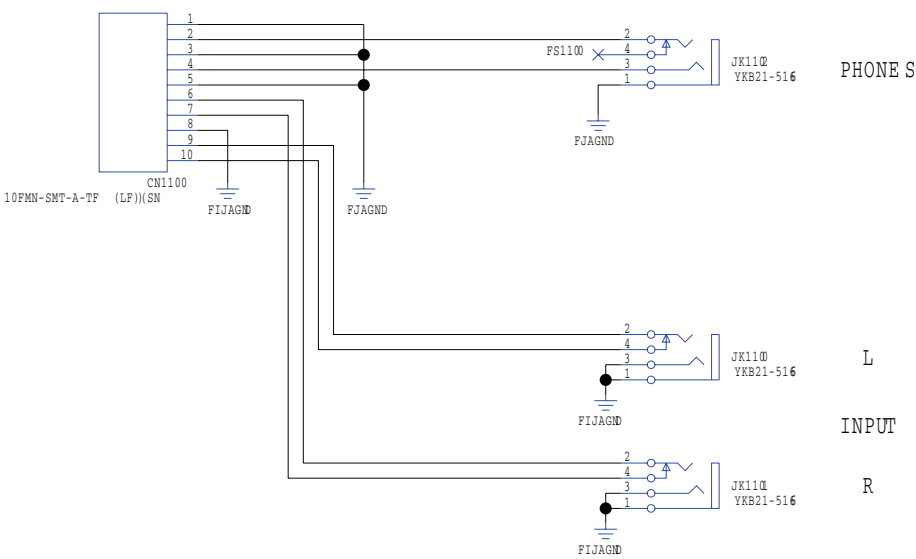 1
2
3
4
5
6
7
8
9
10
CN1100
10FMN-SMT-A-TF (LF)(SN
FIJAGND
FJAGND
FS1100
2
4
3
1
JK1102
YKB21-516
PHONES
FJAGND
2
4
3
1
JK1100
YKB21-516
L
FIJAGND
INPUT
2
4
3
1
JK1101
YKB21-516
R
FIJAGND